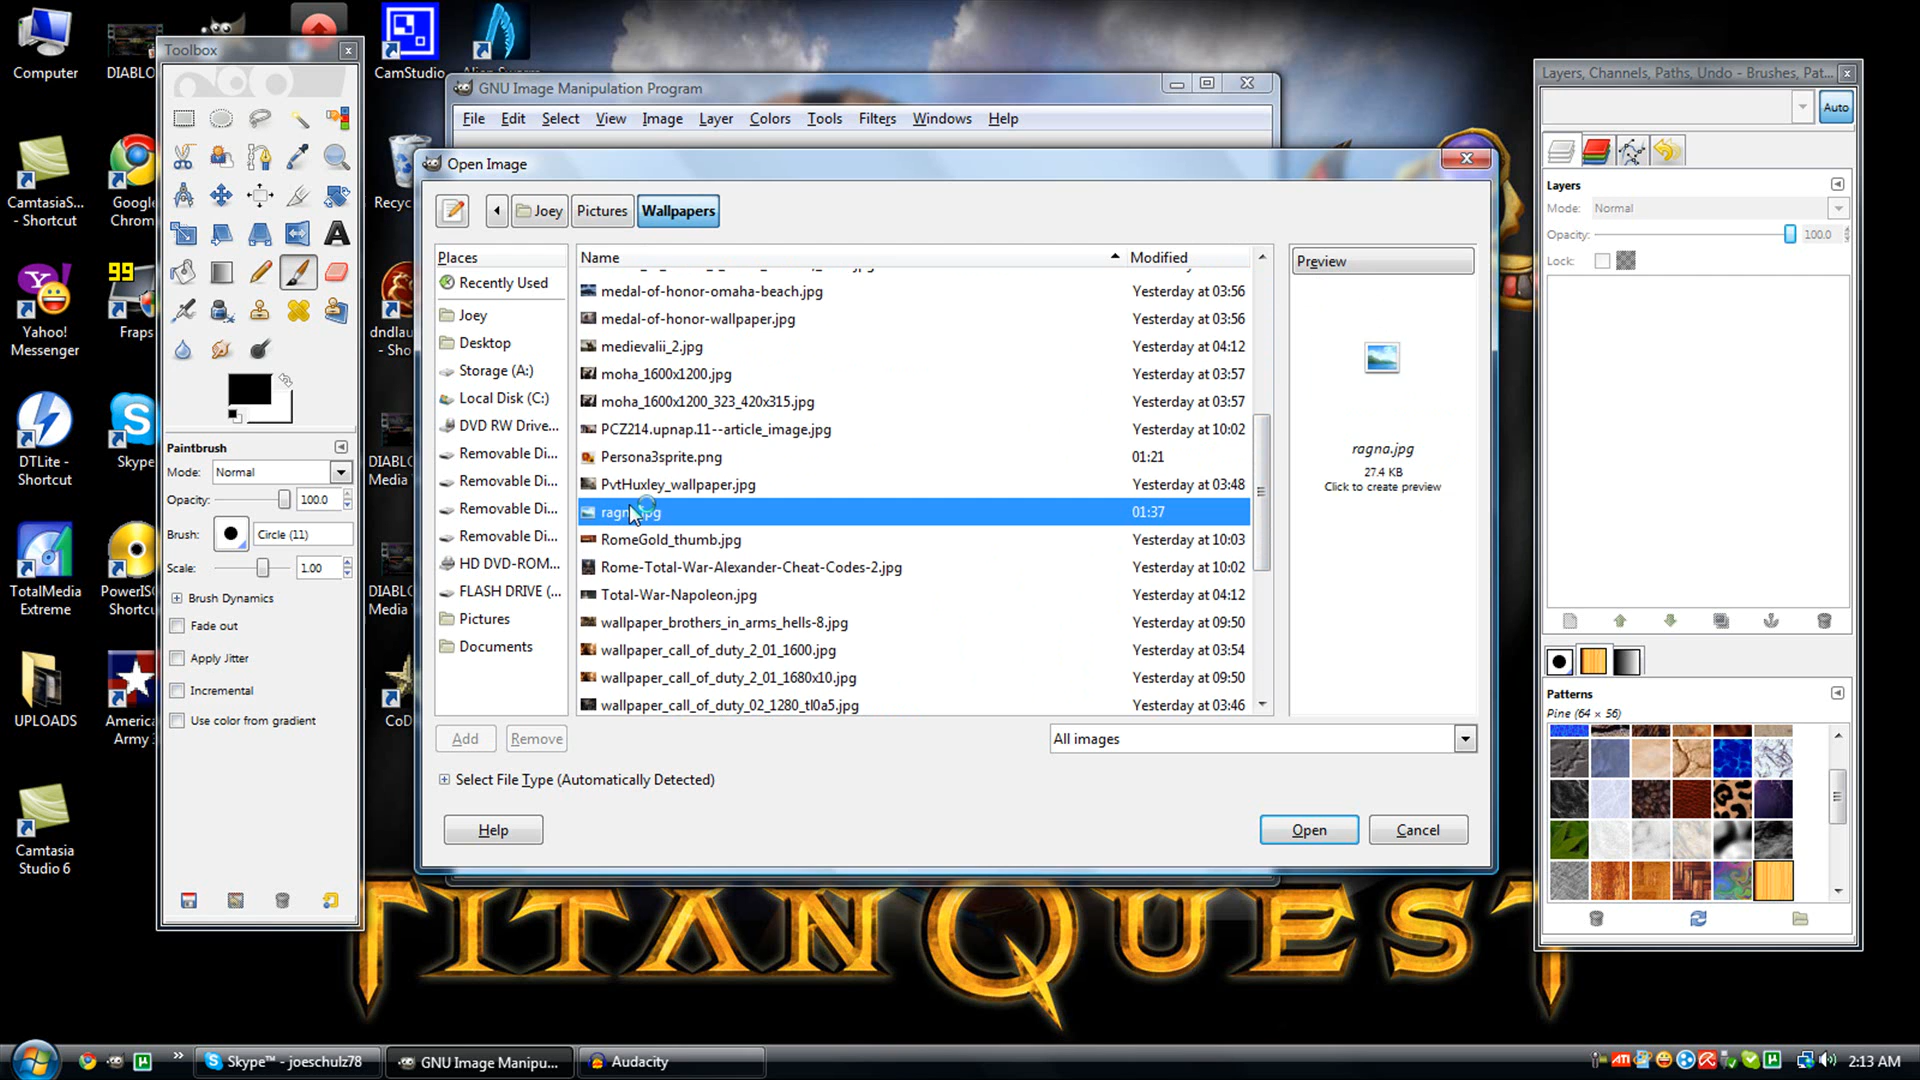 Computer
DIABLO
CamStudio
CamtasiaS...
- Shortcut
Google
Chrom
Recyc
Yahoo!
Messenger
99
Fraps
dndlau
- Sho
DTLite -
Shortcut
Skype
DIABL
Media
TotalMedia
Extreme
PowerIS
Shortcu
DIABL
Media
UPLOADS
America
Army 3
CoD
Camtasia
Studio 6
Toolbox
Paintbrush
Mode: Normal
Opacity: 100.0
Brush: Circle (11)
Scale: 1.00
Brush Dynamics
Fade out
Apply Jitter
Incremental
Use color from gradient
GNU Image Manipulation Program
File Edit Select View Image Layer Colors Tools Filters Windows Help
Open Image
Joey Pictures Wallpapers
Places
Recently Used
Joey
Desktop
Storage (A:)
Local Disk (C:)
DVD RW Drive...
Removable Di...
Removable Di...
Removable Di...
Removable Di...
HD DVD-ROM...
FLASH DRIVE (...
Pictures
Documents
Name Modified
medal-of-honor-omaha-beach.jpg Yesterday at 03:56
medal-of-honor-wallpaper.jpg Yesterday at 03:56
medievalii_2.jpg Yesterday at 04:12
moha_1600x1200.jpg Yesterday at 03:57
moha_1600x1200_323_420x315.jpg Yesterday at 03:57
PCZ214.upnap.11--article_image.jpg Yesterday at 10:02
Persona3sprite.png 01:21
PvtHuxley_wallpaper.jpg Yesterday at 03:48
ragna.jpg 01:37
RomeGold_thumb.jpg Yesterday at 10:03
Rome-Total-War-Alexander-Cheat-Codes-2.jpg Yesterday at 10:02
Total-War-Napoleon.jpg Yesterday at 04:12
wallpaper_brothers_in_arms_hells-8.jpg Yesterday at 09:50
wallpaper_call_of_duty_2_01_1600.jpg Yesterday at 03:54
wallpaper_call_of_duty_2_01_1680x10.jpg Yesterday at 09:50
wallpaper_call_of_duty_02_1280_tl0a5.jpg Yesterday at 03:46
Preview
ragna.jpg
27.4 KB
Click to create preview
Add Remove
All images
Select File Type (Automatically Detected)
Help Open Cancel
Layers, Channels, Paths, Undo - Brushes, Pat...
Auto
Layers
Mode: Normal
Opacity: 100.0
Lock:
Patterns
Pine (64 × 56)
TITAN QUEST
Skype™ - joeschulz78
GNU Image Manipu...
Audacity
ATI
2:13 AM